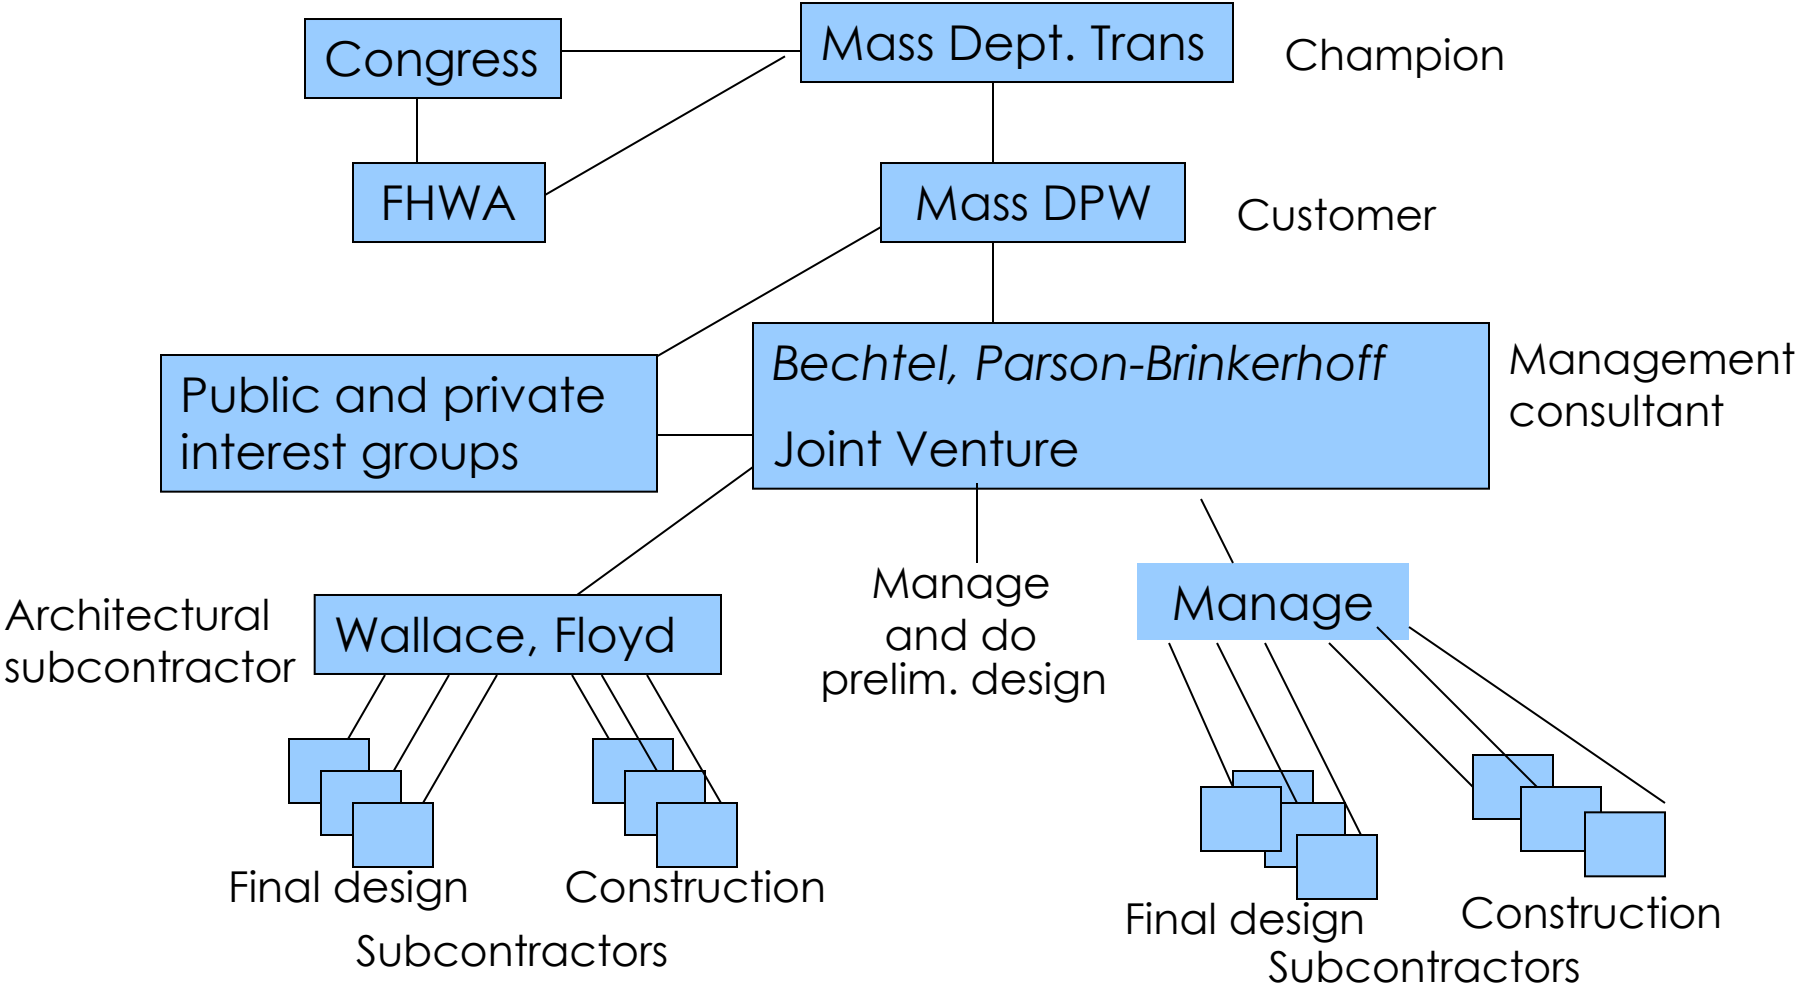 Congress
Mass Dept. Trans
Champion
FHWA
Mass DPW
Customer
Public and private
interest groups
Bechtel, Parson-Brinkerhoff
Joint Venture
Management
consultant
Architectural
subcontractor
Wallace, Floyd
Manage
and do
prelim. design
Manage
Final design
Construction
Subcontractors
Final design
Construction
Subcontractors